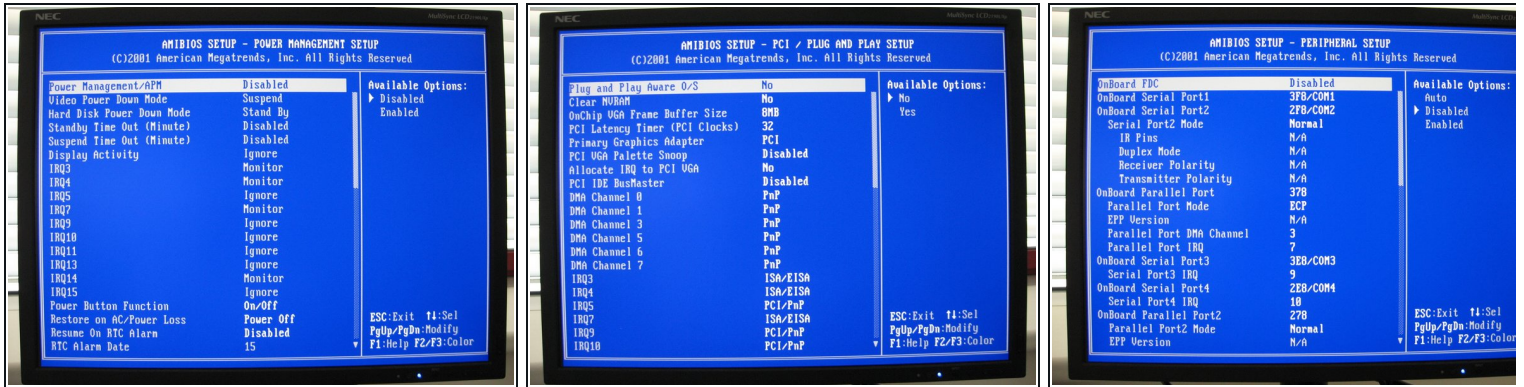 NEC
MultiSync LCD
AMIBIOS SETUP - POWER MANAGEMENT SETUP
(C)2001 American Megatrends, Inc. All Rights Reserved
Power Management/APM Disabled
Video Power Down Mode Suspend
Hard Disk Power Down Mode Stand By
Standby Time Out (Minute) Disabled
Suspend Time Out (Minute) Disabled
Display Activity Ignore
IRQ3 Monitor
IRQ4 Monitor
IRQ5 Ignore
IRQ7 Monitor
IRQ9 Ignore
IRQ10 Ignore
IRQ11 Ignore
IRQ13 Ignore
IRQ14 Monitor
IRQ15 Ignore
Power Button Function On/Off
Restore on AC/Power Loss Power Off
Resume On RTC Alarm Disabled
RTC Alarm Date 15
Available Options:
▶ Disabled
Enabled
ESC:Exit ↑↓:Sel
PgUp/PgDn:Modify
F1:Help F2/F3:Color
NEC
MultiSync LCD
AMIBIOS SETUP - PCI / PLUG AND PLAY SETUP
(C)2001 American Megatrends, Inc. All Rights Reserved
Plug and Play Aware O/S No
Clear NVRAM No
OnChip VGA Frame Buffer Size 8MB
PCI Latency Timer (PCI Clocks) 32
Primary Graphics Adapter PCI
PCI VGA Palette Snoop Disabled
Allocate IRQ to PCI VGA No
PCI IDE BusMaster Disabled
DMA Channel 0 PnP
DMA Channel 1 PnP
DMA Channel 3 PnP
DMA Channel 5 PnP
DMA Channel 6 PnP
DMA Channel 7 PnP
IRQ3 ISA/EISA
IRQ4 ISA/EISA
IRQ5 PCI/PnP
IRQ7 ISA/EISA
IRQ9 PCI/PnP
IRQ10 PCI/PnP
Available Options:
▶ No
Yes
ESC:Exit ↑↓:Sel
PgUp/PgDn:Modify
F1:Help F2/F3:Color
NEC
AMIBIOS SETUP - PERIPHERAL SETUP
(C)2001 American Megatrends, Inc. All Rights Reserved
OnBoard FDC Disabled
OnBoard Serial Port1 3F8/COM1
OnBoard Serial Port2 2F8/COM2
Serial Port2 Mode Normal
IR Pins N/A
Duplex Mode N/A
Receiver Polarity N/A
Transmitter Polarity N/A
OnBoard Parallel Port 378
Parallel Port Mode ECP
EPP Version N/A
Parallel Port DMA Channel 3
Parallel Port IRQ 7
OnBoard Serial Port3 3E8/COM3
Serial Port3 IRQ 9
OnBoard Serial Port4 2E8/COM4
Serial Port4 IRQ 10
OnBoard Parallel Port2 278
Parallel Port2 Mode Normal
EPP Version N/A
Available Options:
Auto
▶ Disabled
Enabled
ESC:Exit ↑↓:Sel
PgUp/PgDn:Modify
F1:Help F2/F3:Color